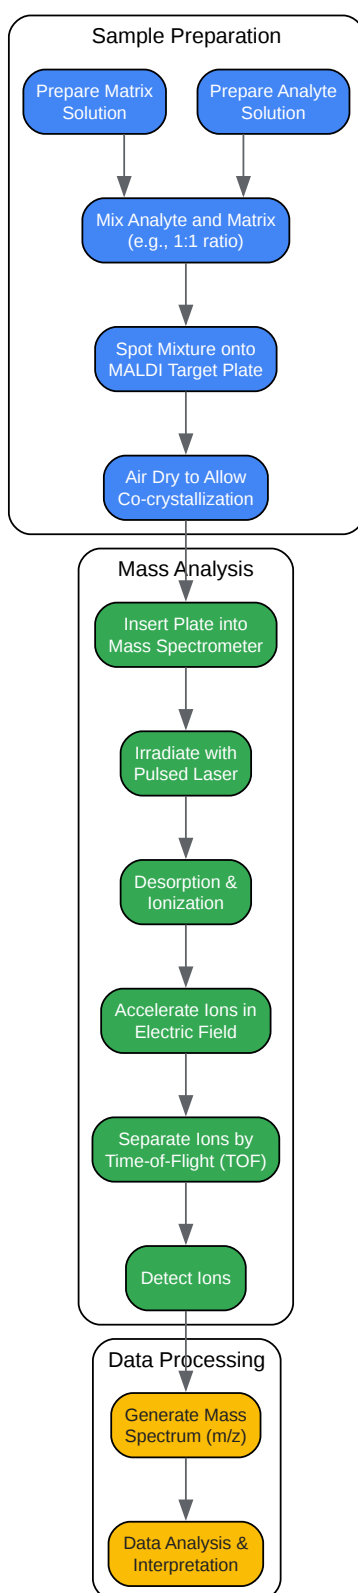 Sample Preparation
Prepare Matrix
Solution
Prepare Analyte
Solution
Mix Analyte and Matrix
(e.g., 1:1 ratio)
Spot Mixture onto
MALDI Target Plate
Air Dry to Allow
Co-crystallization
Mass Analysis
Insert Plate into
Mass Spectrometer
Irradiate with
Pulsed Laser
Desorption &
Ionization
Accelerate Ions in
Electric Field
Separate Ions by
Time-of-Flight (TOF)
Detect Ions
Data Processing
Generate Mass
Spectrum (m/z)
Data Analysis &
Interpretation